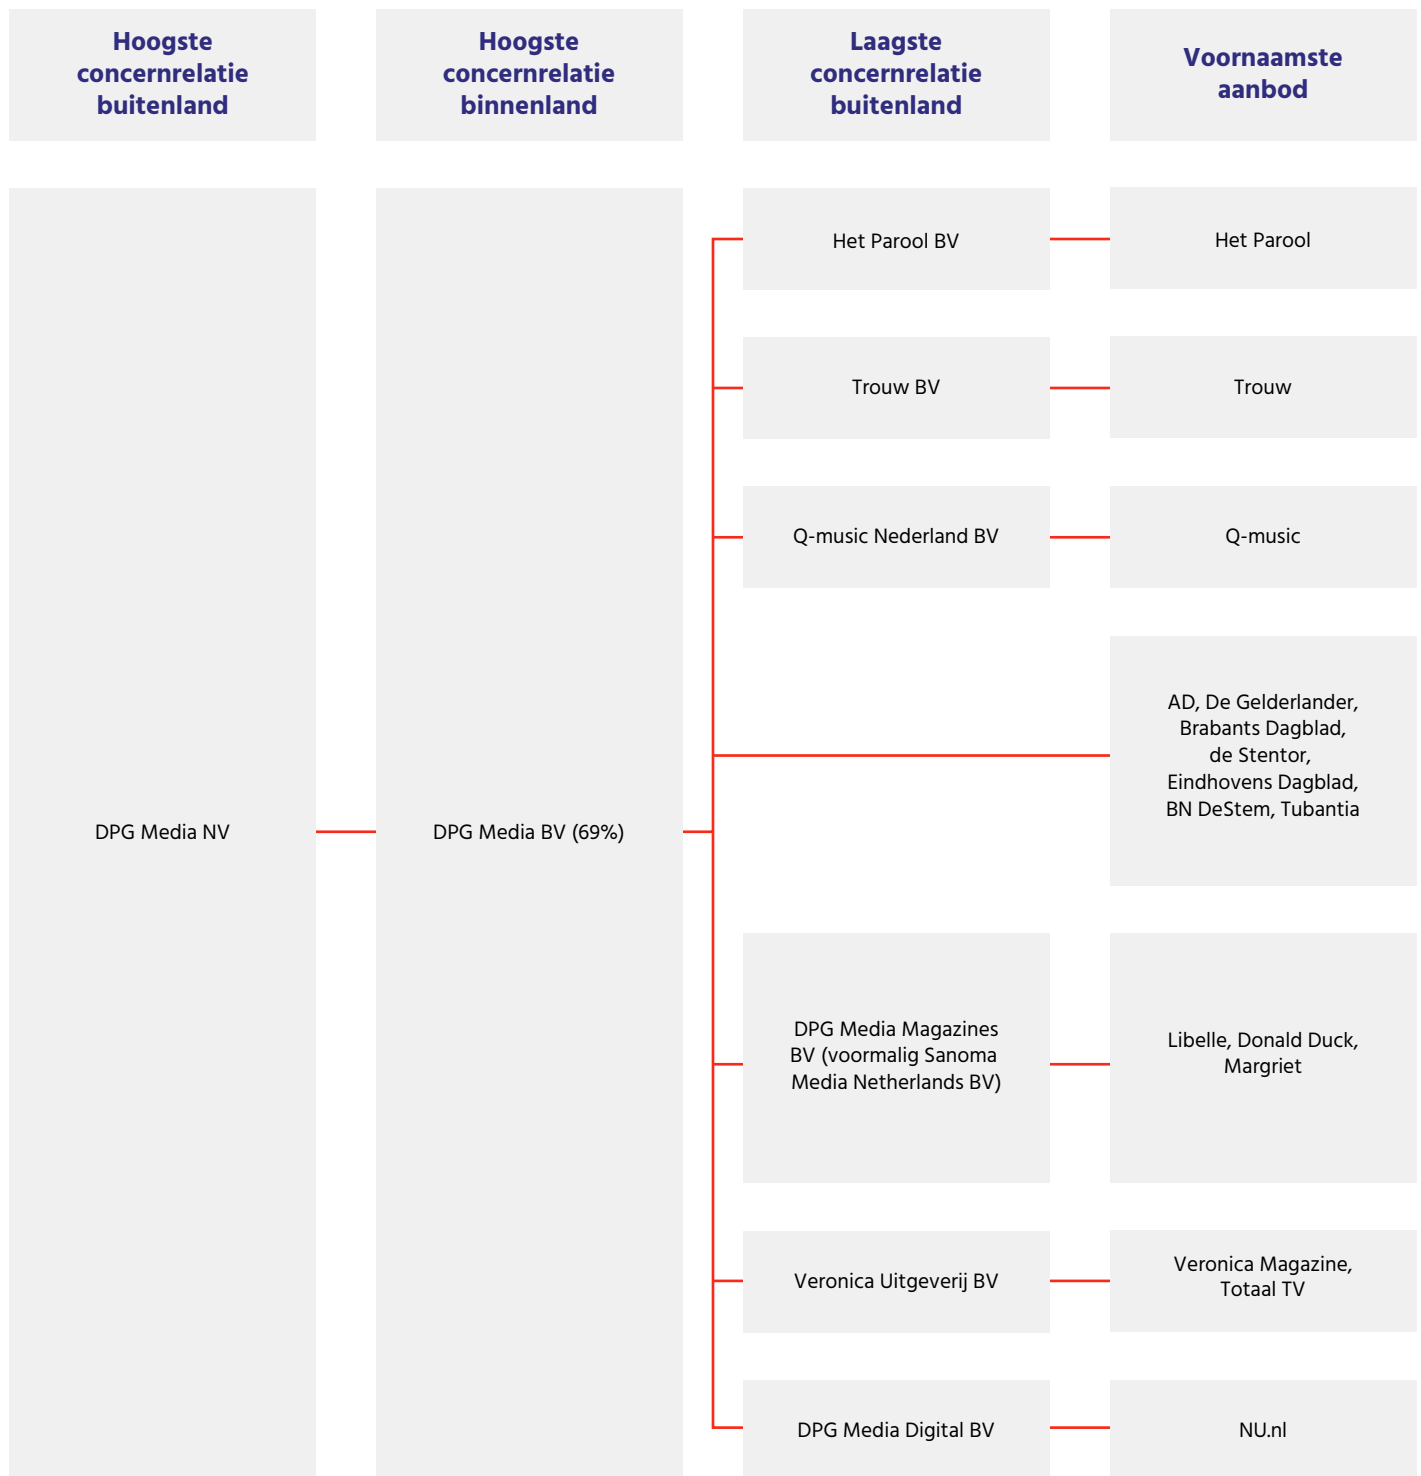 Hoogste
concernrelatie
buitenland
Hoogste
concernrelatie
binnenland
Laagste
concernrelatie
buitenland
Voornaamste
aanbod
DPG Media NV
DPG Media BV (69%)
Het Parool BV
Het Parool
Trouw BV
Trouw
Q-music Nederland BV
Q-music
AD, De Gelderlander,
Brabants Dagblad,
de Stentor,
Eindhovens Dagblad,
BN DeStem, Tubantia
DPG Media Magazines
BV (voormalig Sanoma
Media Netherlands BV)
Libelle, Donald Duck,
Margriet
Veronica Uitgeverij BV
Veronica Magazine,
Totaal TV
DPG Media Digital BV
NU.nl